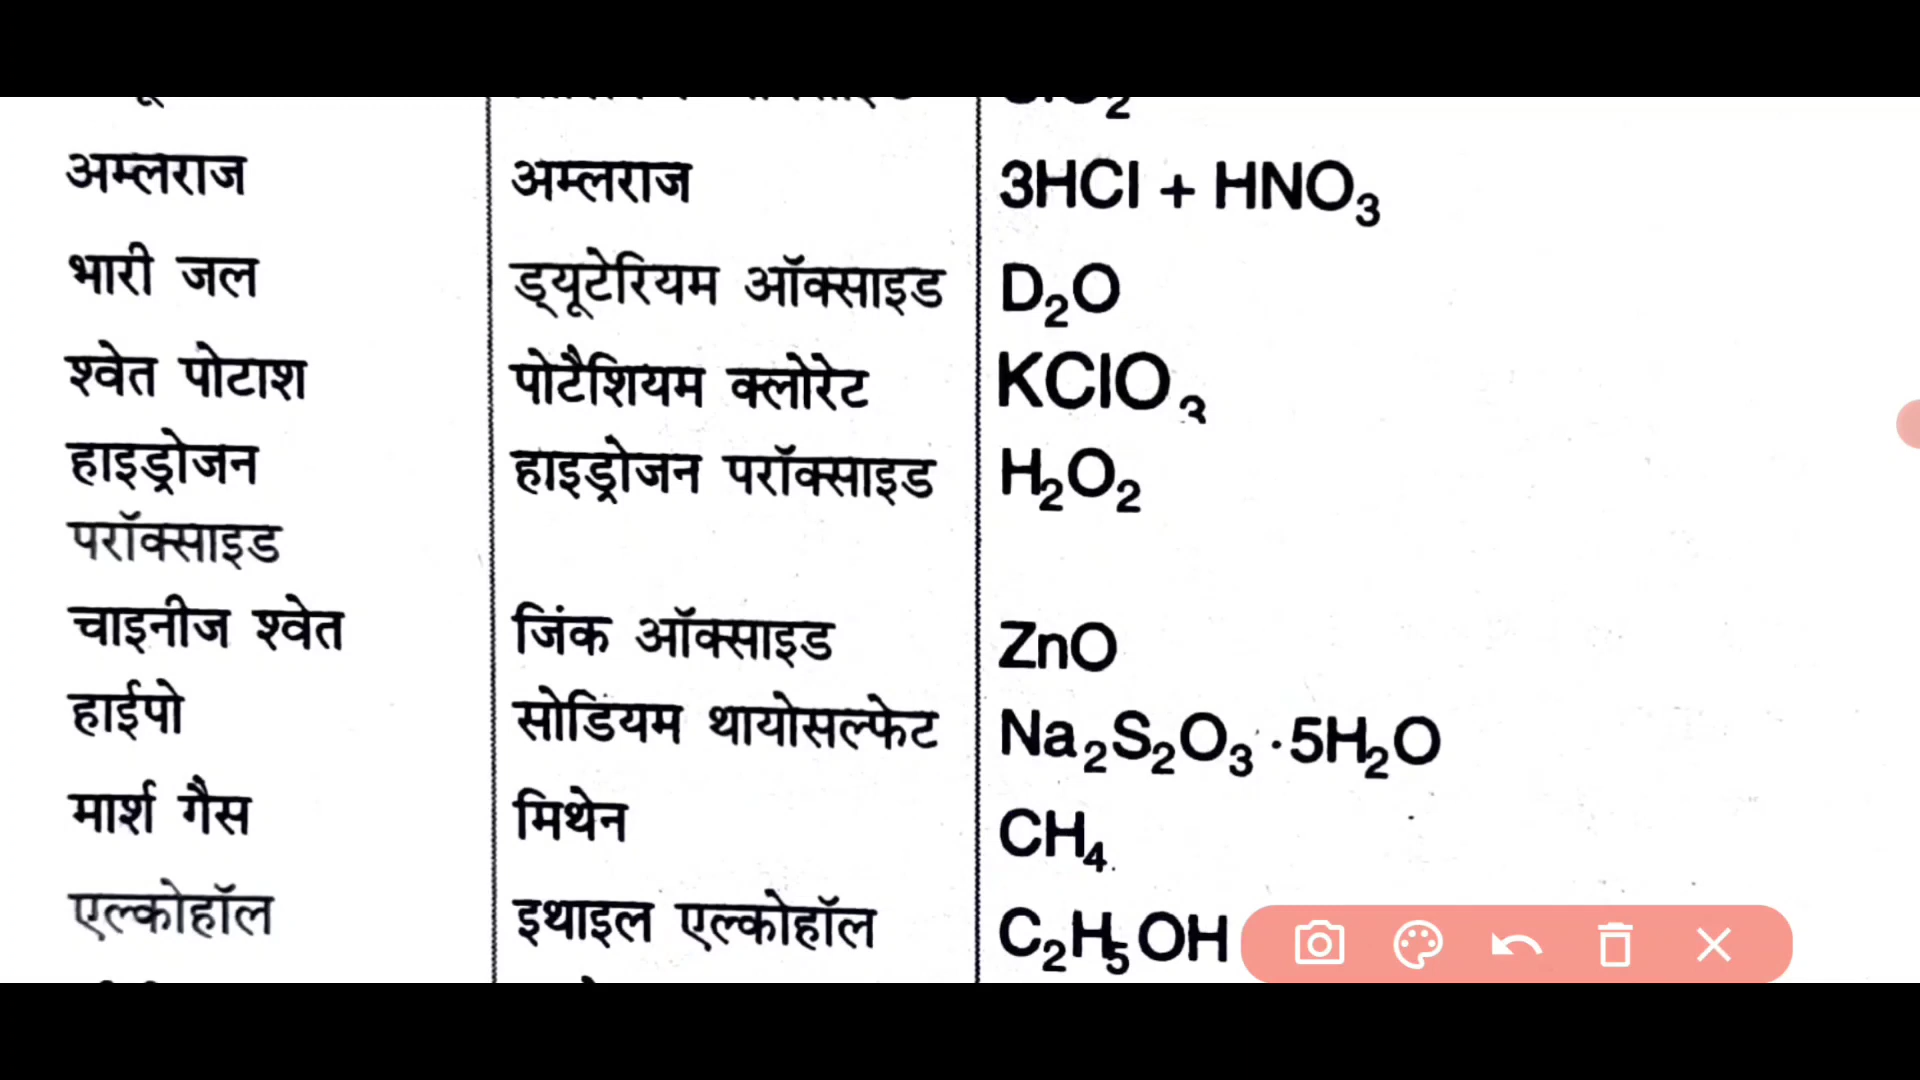 अम्लराज अम्लराज 3HCl + HNO₃
भारी जल ड्यूटेरियम ऑक्साइड D₂O
श्वेत पोटाश पोटैशियम क्लोरेट KClO₃
हाइड्रोजन हाइड्रोजन परॉक्साइड H₂O₂
परॉक्साइड
चाइनीज श्वेत जिंक ऑक्साइड ZnO
हाईपो सोडियम थायोसल्फेट Na₂S₂O₃·5H₂O
मार्श गैस मिथेन CH₄
एल्कोहॉल इथाइल एल्कोहॉल C₂H₅OH